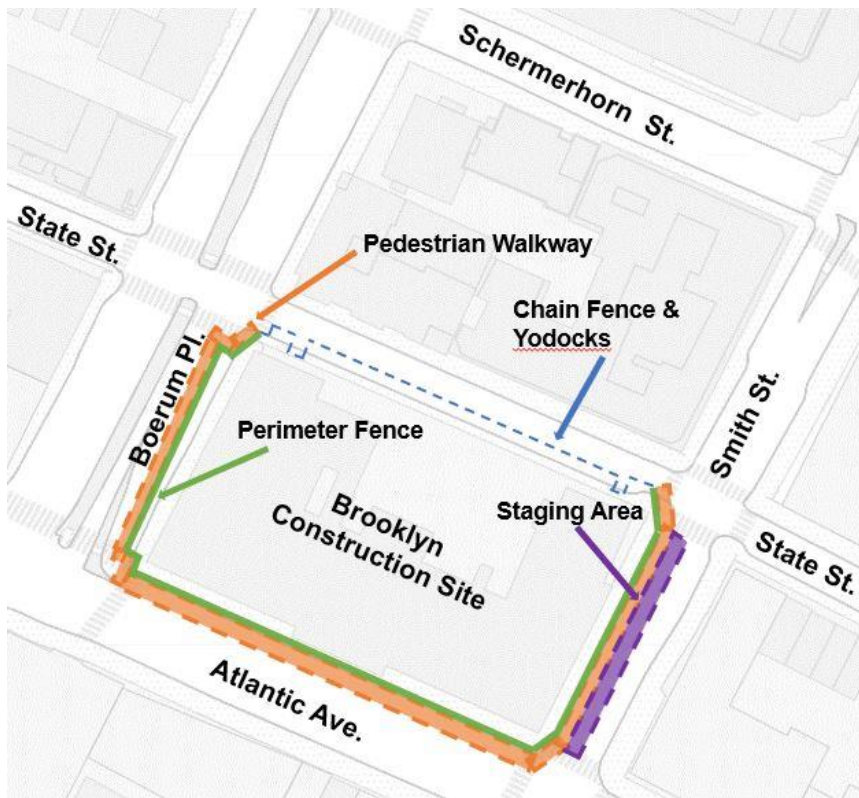 Schermerhorn St.
State St.
Pedestrian Walkway
Chain Fence &
Yodocks
Boerum Pl.
Smith St.
Perimeter Fence
Brooklyn
Construction Site
Staging Area
State St.
Atlantic Ave.